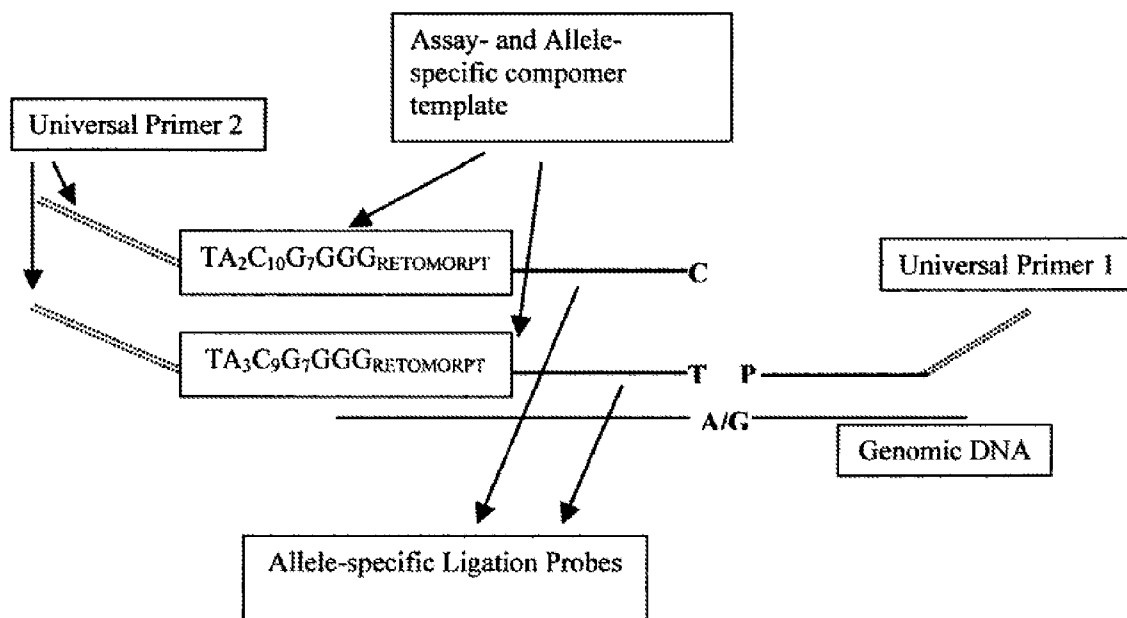 Assay- and Allele-
specific compomer
template
Universal Primer 2
TA₂C₁₀G₇GGGRETOMORPT
C
Universal Primer 1
TA₃C₉G₇GGGRETOMORPT
T P
A/G
Genomic DNA
Allele-specific Ligation Probes